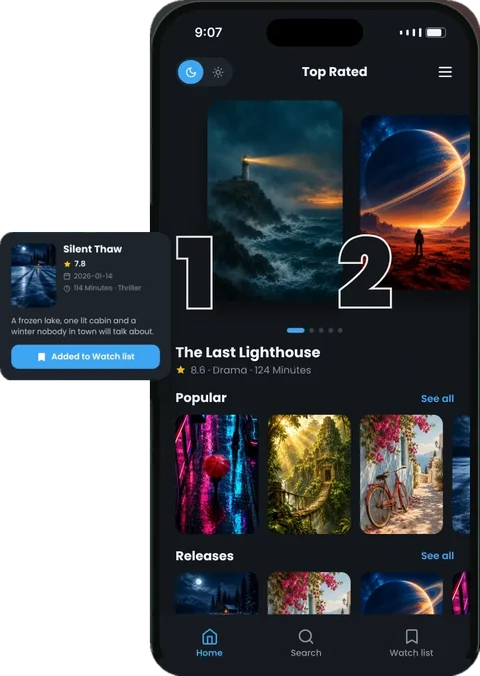 9:07
Top Rated
1
2
Silent Thaw
7.8
2026-01-14
114 Minutes · Thriller
A frozen lake, one lit cabin and a
winter nobody in town will talk about.
Added to Watch list
The Last Lighthouse
8.6 · Drama · 124 Minutes
Popular
See all
Releases
See all
Home
Search
Watch list